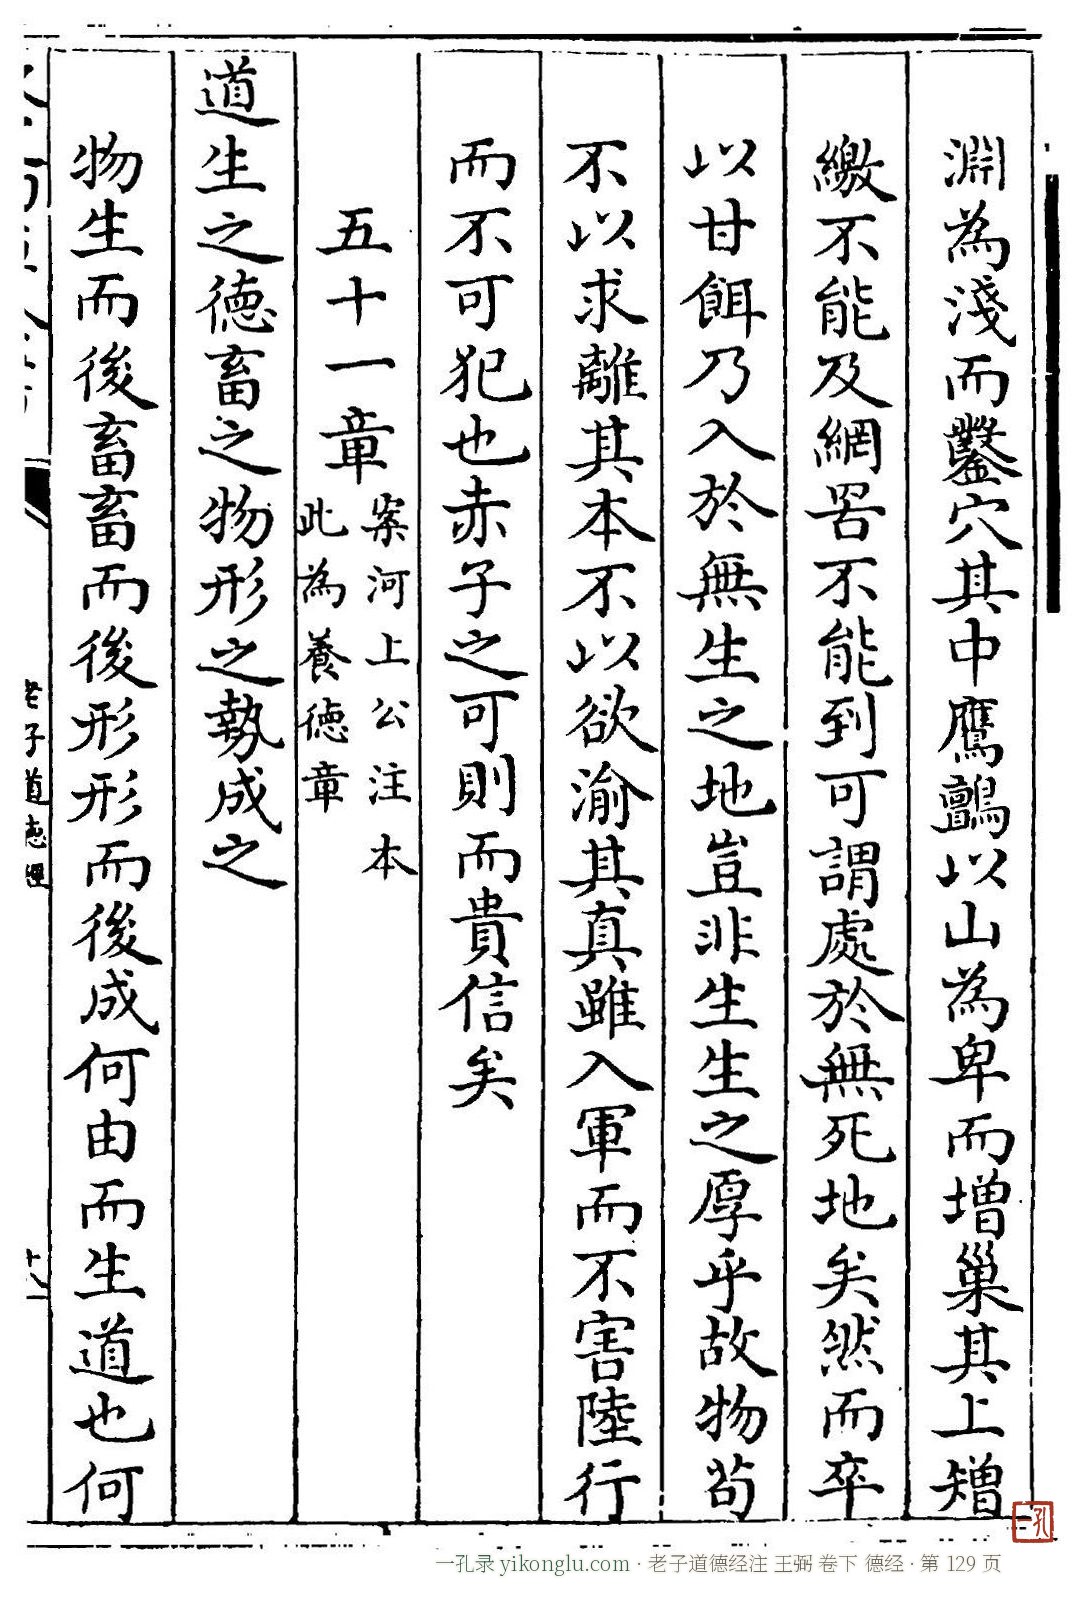 淵為淺而鑿穴其中鷹鸇以山為卑而增巢其上矰
繳不能及網罟不能到可謂處於無死地矣然而卒
以甘餌乃入於無生之地豈非生生之厚乎故物苟
不以求離其本不以欲渝其真雖入軍而不害陸行
而不可犯也赤子之可則而貴信矣
五十一章案河上公注本
此為養德章
道生之德畜之物形之勢成之
物生而後畜畜而後形形而後成何由而生道也何
老子道德經
十八
一孔
一孔录 yikonglu.com · 老子道德经注 王弼 卷下 德经 · 第 129 页